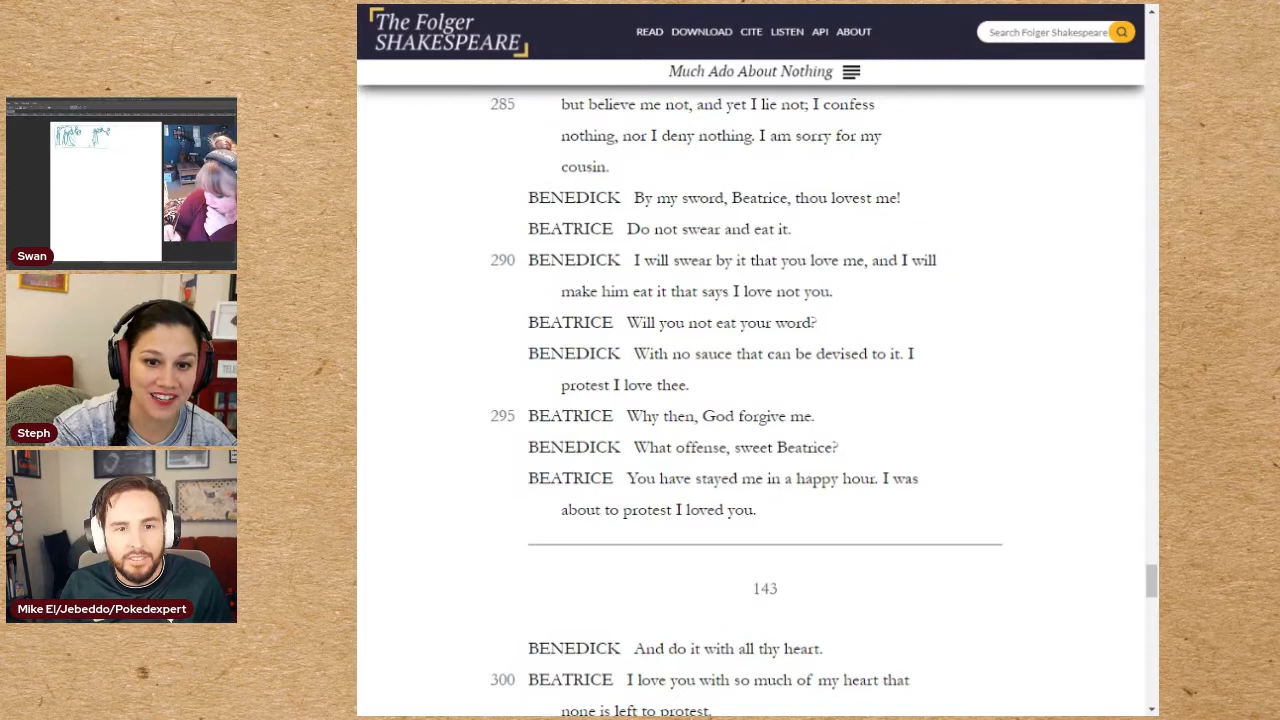 The Folger
SHAKESPEARE
READ DOWNLOAD CITE LISTEN API ABOUT
Search Folger Shakespeare
Much Ado About Nothing
285 but believe me not, and yet I lie not; I confess
nothing, nor I deny nothing. I am sorry for my
cousin.
BENEDICK By my sword, Beatrice, thou lovest me!
BEATRICE Do not swear and eat it.
290 BENEDICK I will swear by it that you love me, and I will
make him eat it that says I love not you.
BEATRICE Will you not eat your word?
BENEDICK With no sauce that can be devised to it. I
protest I love thee.
295 BEATRICE Why then, God forgive me.
BENEDICK What offense, sweet Beatrice?
BEATRICE You have stayed me in a happy hour. I was
about to protest I loved you.
143
BENEDICK And do it with all thy heart.
300 BEATRICE I love you with so much of my heart that
none is left to protest.
Swan
Steph
TELE
Mike El/Jebeddo/Pokedexpert